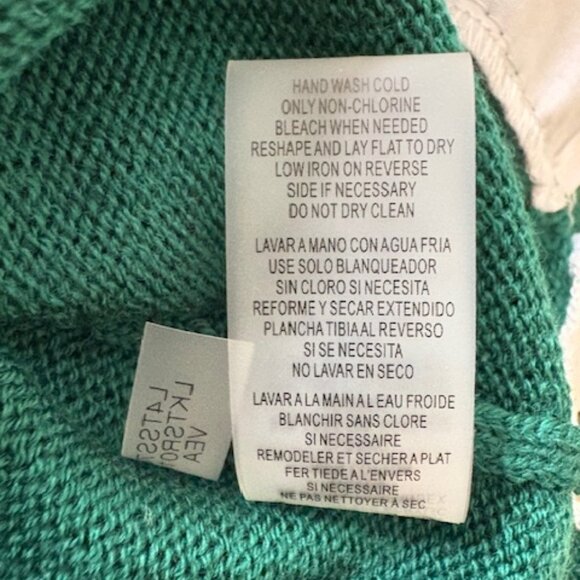 HAND WASH COLD
ONLY NON-CHLORINE
BLEACH WHEN NEEDED
RESHAPE AND LAY FLAT TO DRY
LOW IRON ON REVERSE
SIDE IF NECESSARY
DO NOT DRY CLEAN
LAVAR A MANO CON AGUA FRIA
USE SOLO BLANQUEADOR
SIN CLORO SI NECESITA
REFORME Y SECAR EXTENDIDO
PLANCHA TIBIA AL REVERSO
SI SE NECESITA
NO LAVAR EN SECO
LAVAR A LA MAIN A L EAU FROIDE
BLANCHIR SANS CLORE
SI NECESSAIRE
REMODELER ET SECHER A PLAT
FER TIEDE A L'ENVERS
SI NECESSAIRE
NE PAS NETTOYER À SEC